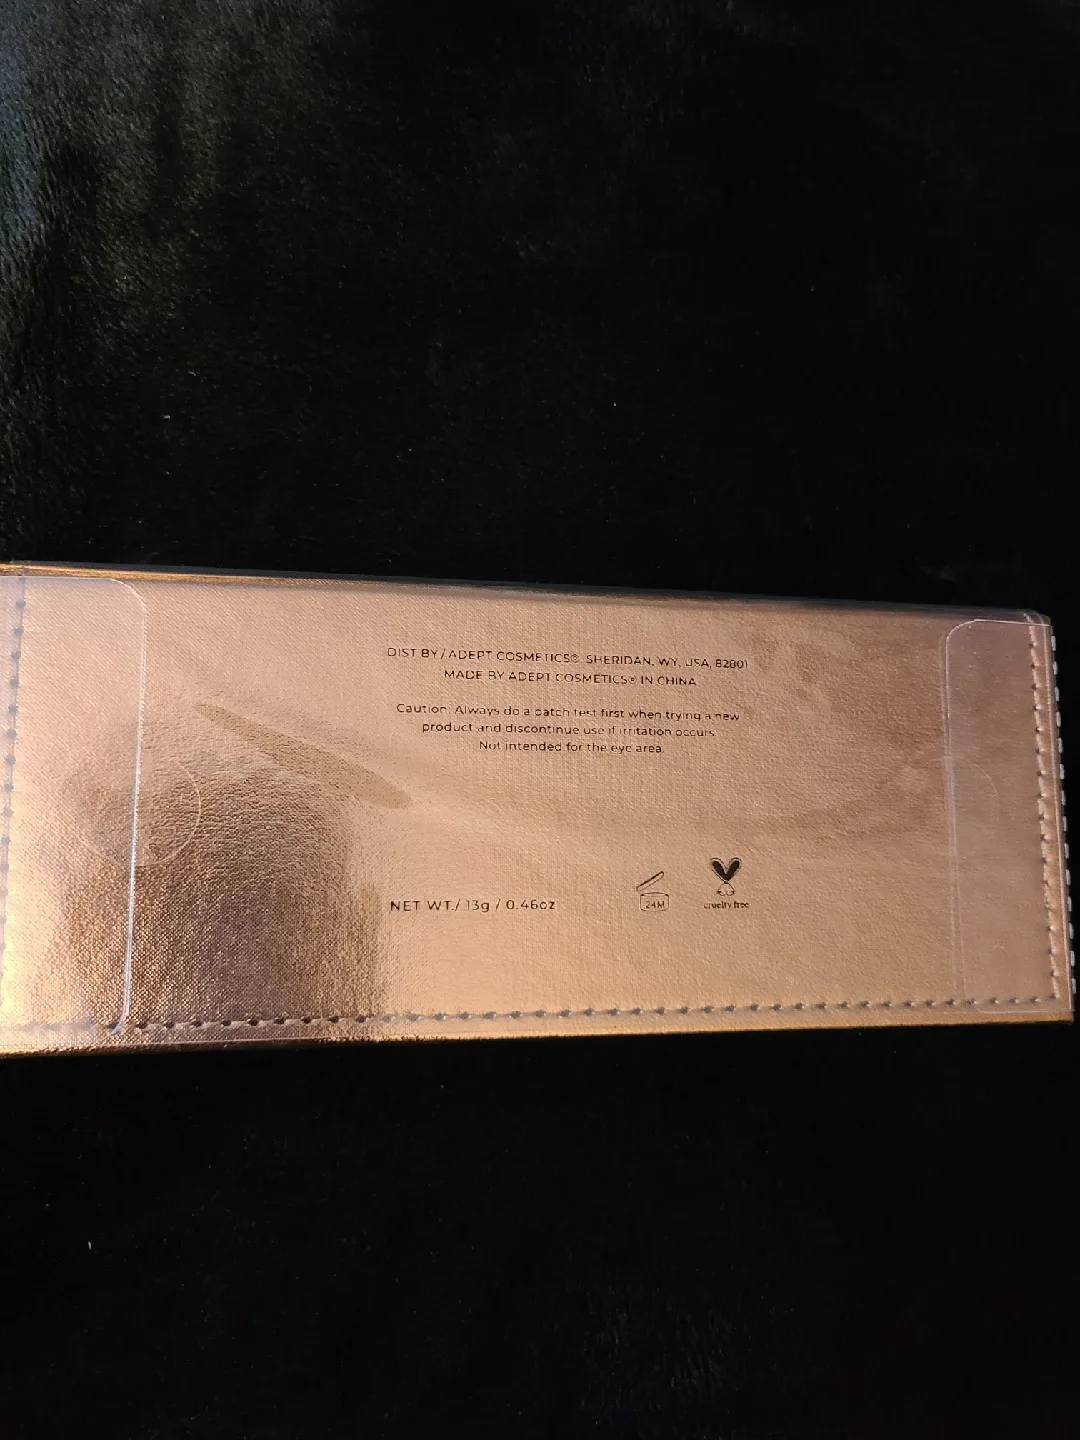 DIST BY / ADEPT COSMETICS® SHERIDAN, WY, USA, 82801
MADE BY ADEPT COSMETICS® IN CHINA
Caution: Always do a patch test first when trying a new
product and discontinue use if irritation occurs.
Not intended for the eye area.
NET WT./ 13g / 0.46oz
24M
cruelty free